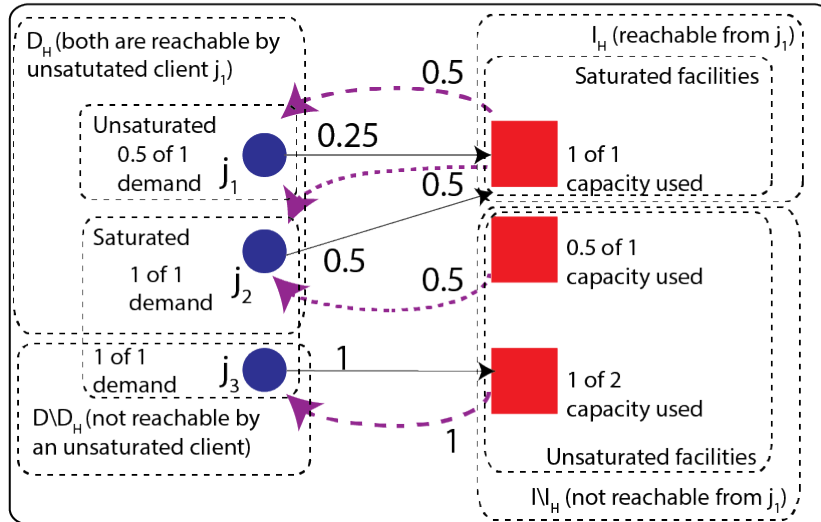 D_H (both are reachable by
unsatutated client j_1)
Unsaturated
0.5 of 1
demand
j_1
Saturated
1 of 1
demand
j_2
1 of 1
demand
j_3
D\D_H (not reachable by
an unsaturated client)
0.5
0.25
0.5
0.5
0.5
1
1
I_H (reachable from j_1)
Saturated facilities
1 of 1
capacity used
0.5 of 1
capacity used
1 of 2
capacity used
Unsaturated facilities
I\I_H (not reachable from j_1)